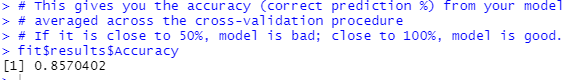 > # This gives you the accuracy (correct prediction %) from your model
> # averaged across the cross-validation procedure
> # If it is close to 50%, model is bad; close to 100%, model is good.
> fit$results$Accuracy
[1] 0.8570402
>